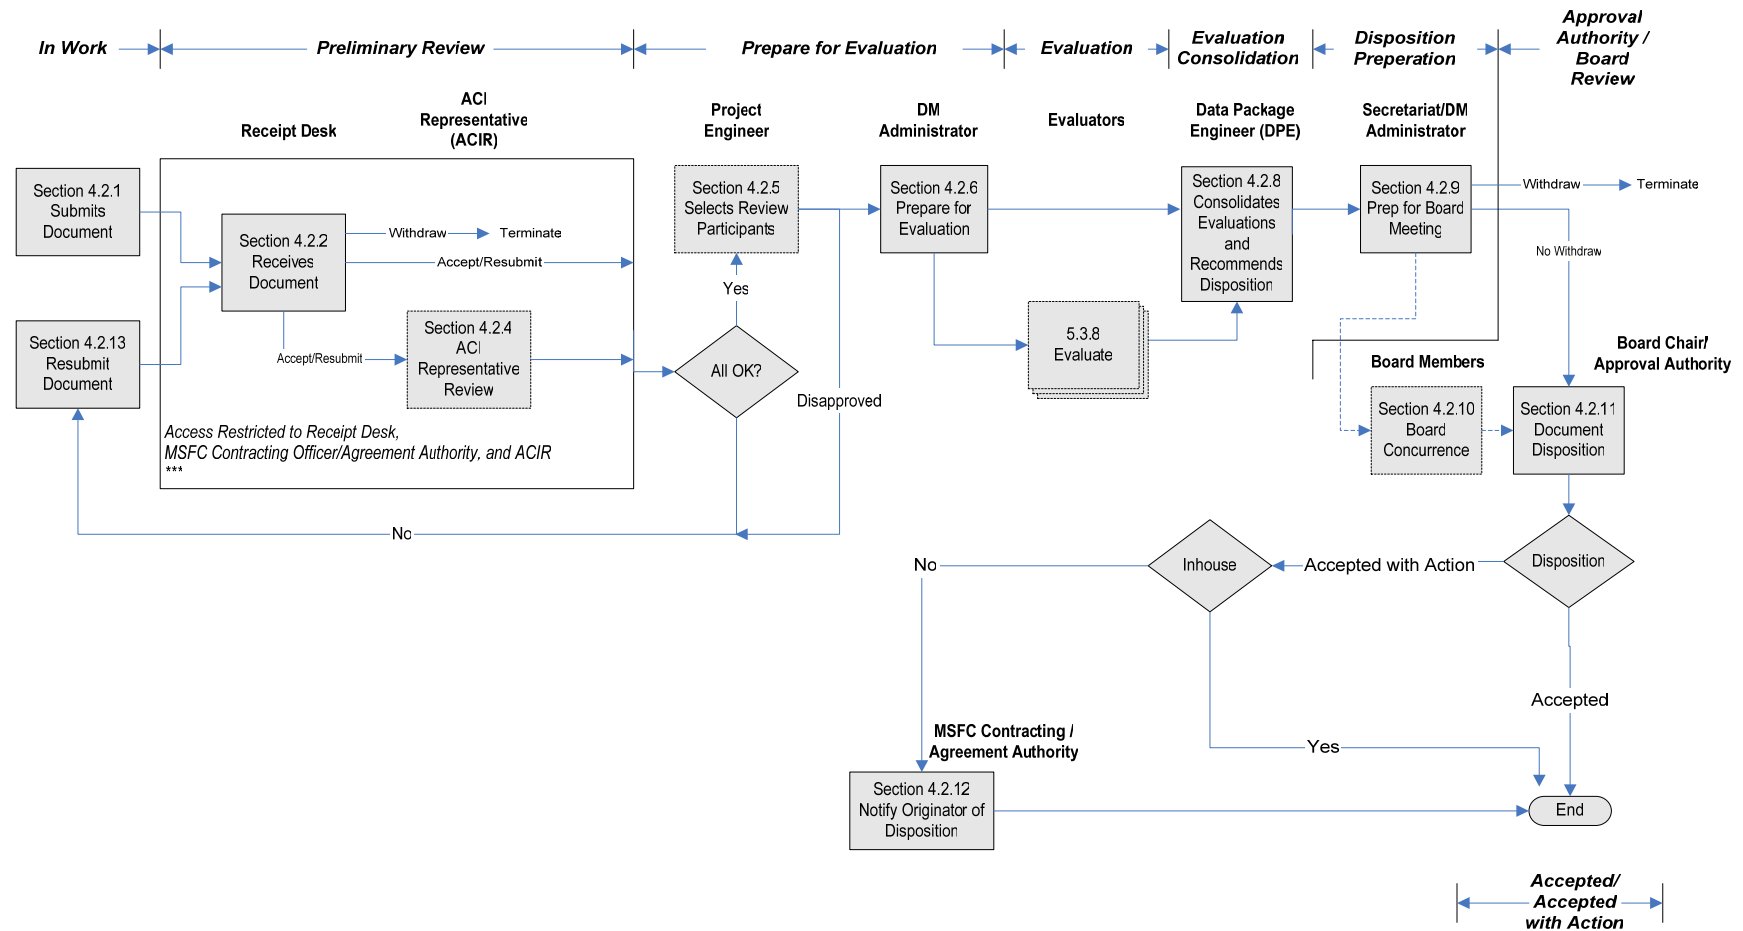 In Work
Preliminary Review
Prepare for Evaluation
Evaluation
Evaluation
Consolidation
Disposition
Preperation
Approval
Authority /
Board
Review
Receipt Desk
ACI
Representative
(ACIR)
Project
Engineer
DM
Administrator
Evaluators
Data Package
Engineer (DPE)
Secretariat/DM
Administrator
Section 4.2.1
Submits
Document
Section 4.2.2
Receives
Document
Withdraw
Terminate
Accept/Resubmit
Section 4.2.5
Selects Review
Participants
Section 4.2.6
Prepare for
Evaluation
Section 4.2.8
Consolidates
Evaluations
and
Recommends
Disposition
Section 4.2.9
Prep for Board
Meeting
Withdraw
Terminate
No Withdraw
Yes
Section 4.2.13
Resubmit
Document
Accept/Resubmit
Section 4.2.4
ACI
Representative
Review
All OK?
Disapproved
5.3.8
Evaluate
Board Members
Board Chair/
Approval Authority
Section 4.2.10
Board
Concurrence
Section 4.2.11
Document
Disposition
Access Restricted to Receipt Desk,
MSFC Contracting Officer/Agreement Authority, and ACIR
***
No
No
Inhouse
Accepted with Action
Disposition
Accepted
Yes
MSFC Contracting /
Agreement Authority
Section 4.2.12
Notify Originator of
Disposition
End
Accepted/
Accepted
with Action